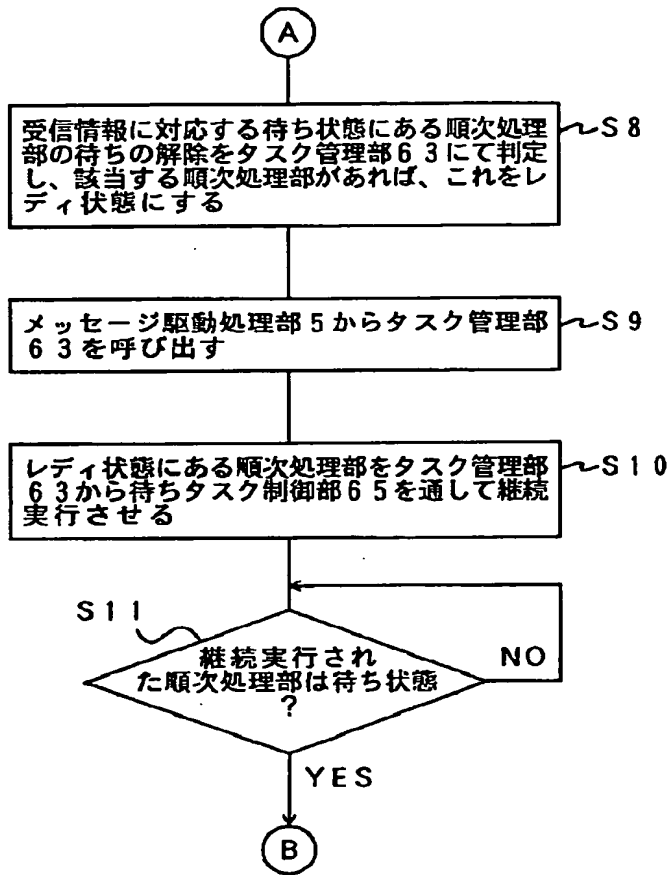 A
受信情報に対応する待ち状態にある順次処理
部の待ちの解除をタスク管理部63にて判定
し、該当する順次処理部があれば、これをレ
ディ状態にする
S8
メッセージ駆動処理部5からタスク管理部
63を呼び出す
S9
レディ状態にある順次処理部をタスク管理部
63から待ちタスク制御部65を通して継続
実行させる
S10
S11
継続実行され
た順次処理部は待ち状態
?
NO
YES
B